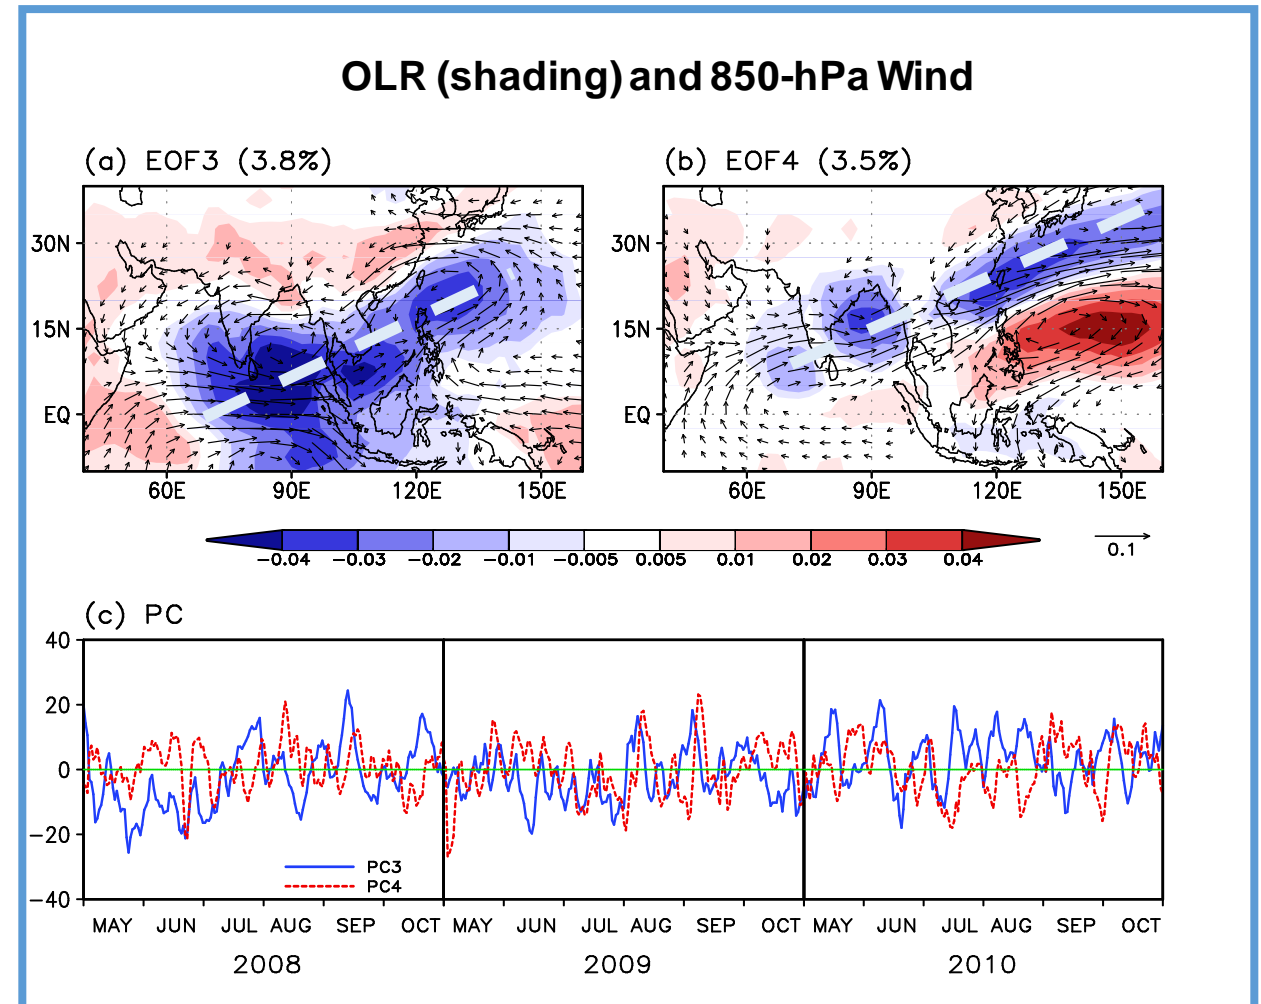 OLR (shading) and 850-hPa Wind
(a) EOF3 (3.8%)
(b) EOF4 (3.5%)
30N
15N
EQ
60E 90E 120E 150E
30N
15N
EQ
60E 90E 120E 150E
−0.04 −0.03 −0.02 −0.01 −0.005 0.005 0.01 0.02 0.03 0.04
0.1
(c) PC
40
20
0
−20
−40
PC3
PC4
MAY JUN JUL AUG SEP OCT MAY JUN JUL AUG SEP OCT MAY JUN JUL AUG SEP OCT
2008 2009 2010